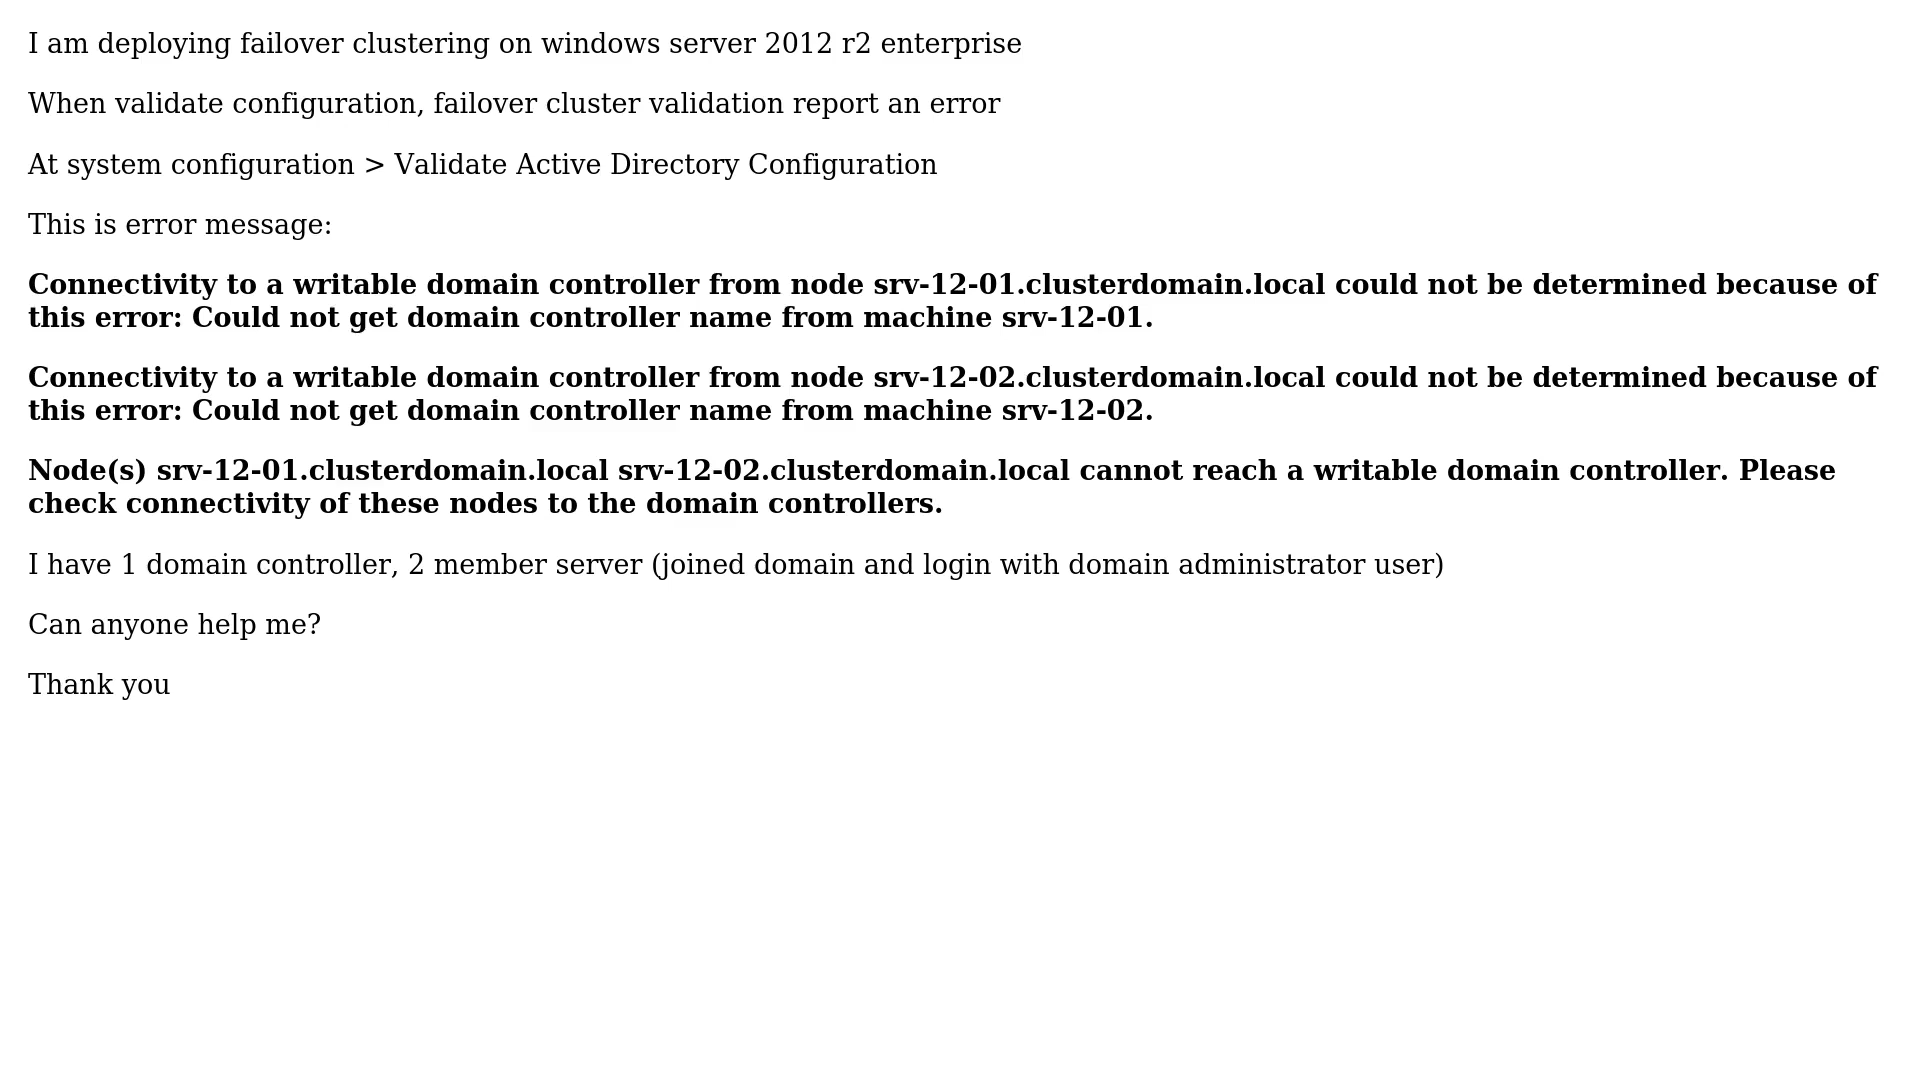 I am deploying failover clustering on windows server 2012 r2 enterprise
When validate configuration, failover cluster validation report an error
At system configuration > Validate Active Directory Configuration
This is error message:
Connectivity to a writable domain controller from node srv-12-01.clusterdomain.local could not be determined because of
this error: Could not get domain controller name from machine srv-12-01.
Connectivity to a writable domain controller from node srv-12-02.clusterdomain.local could not be determined because of
this error: Could not get domain controller name from machine srv-12-02.
Node(s) srv-12-01.clusterdomain.local srv-12-02.clusterdomain.local cannot reach a writable domain controller. Please
check connectivity of these nodes to the domain controllers.
I have 1 domain controller, 2 member server (joined domain and login with domain administrator user)
Can anyone help me?
Thank you